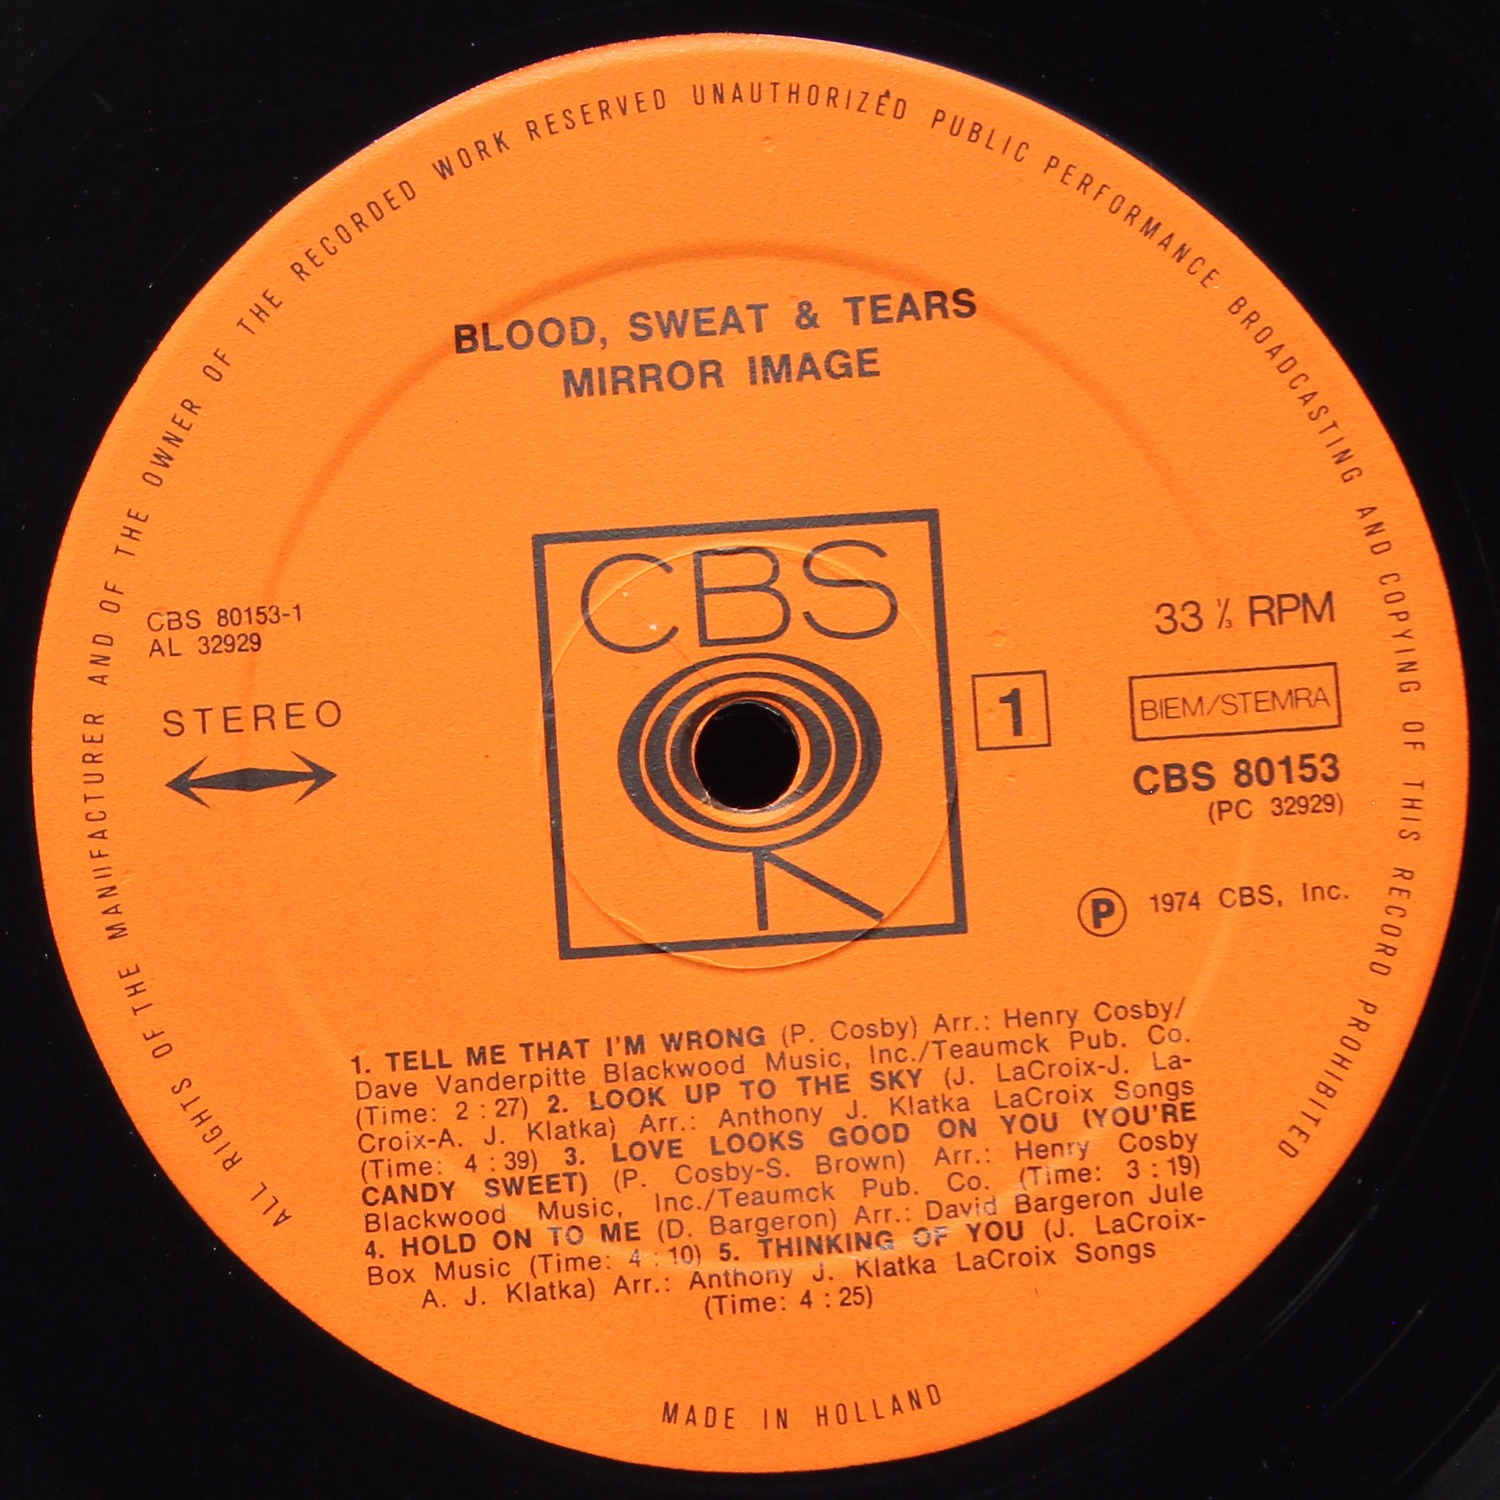 ALL RIGHTS OF THE MANUFACTURER AND OF THE OWNER OF THE RECORDED WORK RESERVED UNAUTHORIZED PUBLIC PERFORMANCE BROADCASTING AND COPYING OF THIS RECORD PROHIBITED
BLOOD, SWEAT & TEARS
MIRROR IMAGE
CBS
CBS 80153-1
AL 32929
STEREO
1
33 ⅓ RPM
BIEM/STEMRA
CBS 80153
(PC 32929)
Ⓟ 1974 CBS, Inc.
1. TELL ME THAT I'M WRONG (P. Cosby) Arr.: Henry Cosby/
Dave Vanderpitte Blackwood Music, Inc./Teaumck Pub. Co.
(Time: 2 : 27) 2. LOOK UP TO THE SKY (J. LaCroix-J. La-
Croix-A. J. Klatka) Arr.: Anthony J. Klatka LaCroix Songs
(Time: 4 : 39) 3. LOVE LOOKS GOOD ON YOU (YOU'RE
CANDY SWEET) (P. Cosby-S. Brown) Arr.: Henry Cosby
Blackwood Music, Inc./Teaumck Pub. Co. (Time: 3 : 19)
4. HOLD ON TO ME (D. Bargeron) Arr.: David Bargeron Jule
Box Music (Time: 4 : 10) 5. THINKING OF YOU (J. LaCroix-
A. J. Klatka) Arr.: Anthony J. Klatka LaCroix Songs
(Time: 4 : 25)
MADE IN HOLLAND